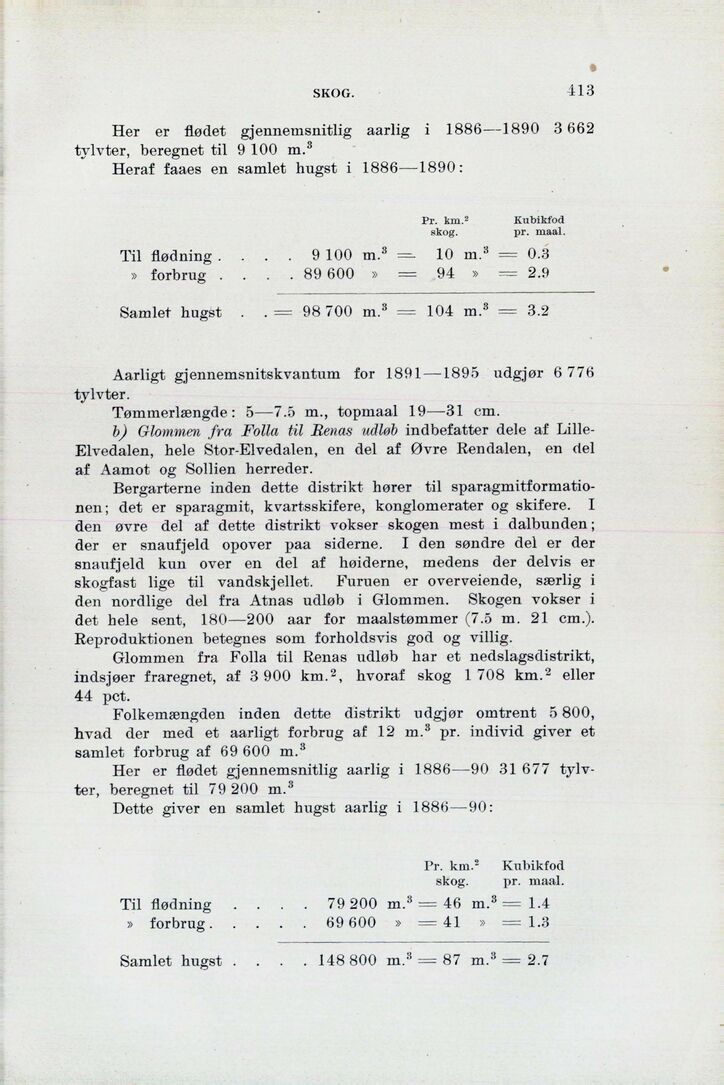 SKOG. 413
Her er flødet gjennemsnitlig aarlig i 1886—1890 3 662
tylvter, beregnet til 9 100 m.³
Heraf faaes en samlet hugst i 1886—1890:
Pr. km.² Kubikfod
skog. pr. maal.
Til flødning . . . . 9 100 m.³ = 10 m.³ = 0.3
» forbrug . . . . 89 600 » = 94 » = 2.9
Samlet hugst . . = 98 700 m.³ = 104 m.³ = 3.2
Aarligt gjennemsnitskvantum for 1891—1895 udgjør 6 776
tylvter.
Tømmerlængde: 5—7.5 m., topmaal 19—31 cm.
b) Glommen fra Folla til Renas udløb indbefatter dele af Lille-
Elvedalen, hele Stor-Elvedalen, en del af Øvre Rendalen, en del
af Aamot og Sollien herreder.
Bergarterne inden dette distrikt hører til sparagmitformatio-
nen; det er sparagmit, kvartsskifere, konglomerater og skifere. I
den øvre del af dette distrikt vokser skogen mest i dalbunden;
der er snaufjeld opover paa siderne. I den søndre del er der
snaufjeld kun over en del af høiderne, medens der delvis er
skogfast lige til vandskjellet. Furuen er overveiende, særlig i
den nordlige del fra Atnas udløb i Glommen. Skogen vokser i
det hele sent, 180—200 aar for maalstømmer (7.5 m. 21 cm.).
Reproduktionen betegnes som forholdsvis god og villig.
Glommen fra Folla til Renas udløb har et nedslagsdistrikt,
indsjøer fraregnet, af 3 900 km.², hvoraf skog 1 708 km.² eller
44 pct.
Folkemængden inden dette distrikt udgjør omtrent 5 800,
hvad der med et aarligt forbrug af 12 m.³ pr. individ giver et
samlet forbrug af 69 600 m.³
Her er flødet gjennemsnitlig aarlig i 1886—90 31 677 tylv-
ter, beregnet til 79 200 m.³
Dette giver en samlet hugst aarlig i 1886—90:
Pr. km.² Kubikfod
skog. pr. maal.
Til flødning . . . . 79 200 m.³ = 46 m.³ = 1.4
» forbrug . . . . . 69 600 » = 41 » = 1.3
Samlet hugst . . . . 148 800 m.³ = 87 m.³ = 2.7